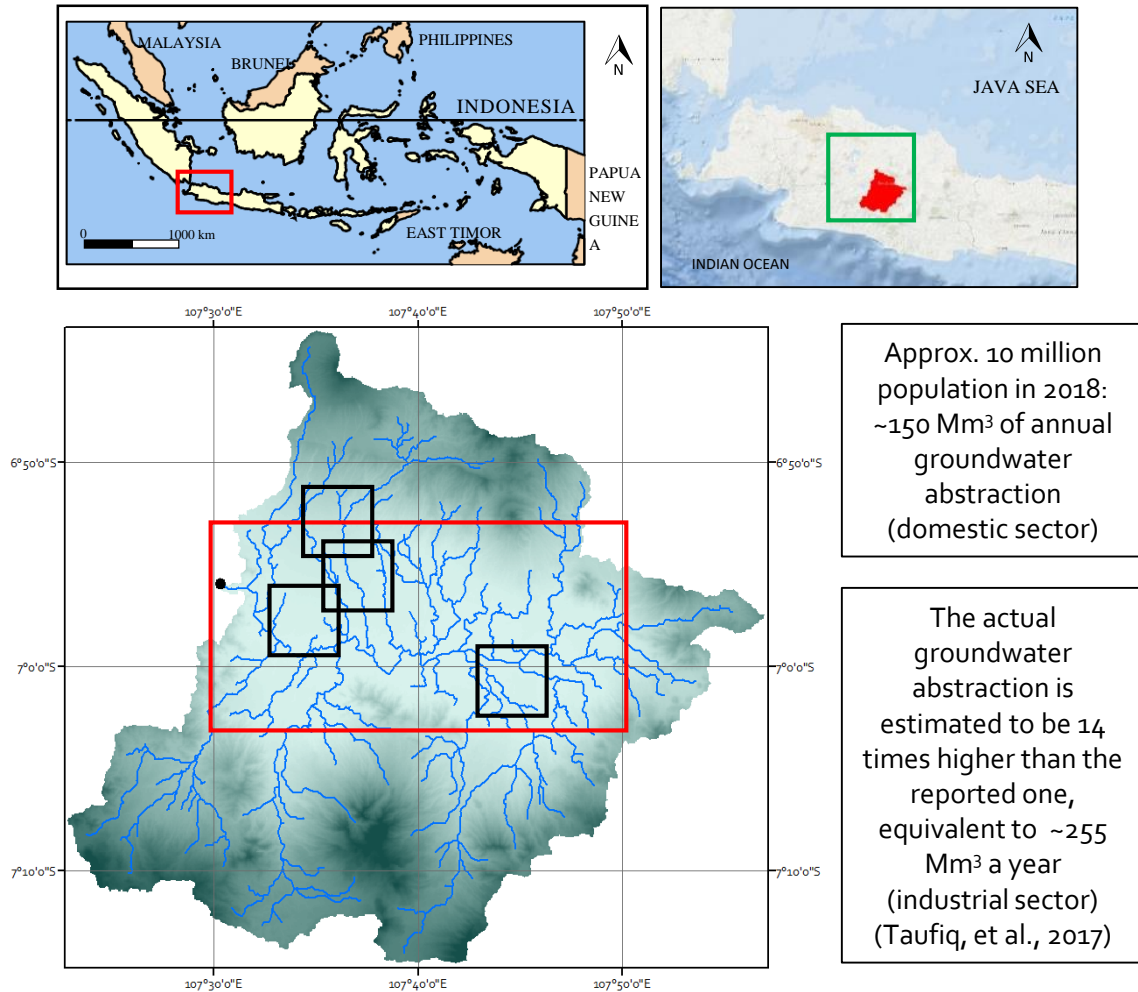 MALAYSIA
PHILIPPINES
BRUNEI
N
INDONESIA
PAPUA
NEW
GUINE
A
EAST TIMOR
0 1000 km
N
JAVA SEA
INDIAN OCEAN
107°30'0"E 107°40'0"E 107°50'0"E
6°50'0"S 6°50'0"S
7°0'0"S 7°0'0"S
7°10'0"S 7°10'0"S
107°30'0"E 107°40'0"E 107°50'0"E
Approx. 10 million
population in 2018:
~150 Mm³ of annual
groundwater
abstraction
(domestic sector)
The actual
groundwater
abstraction is
estimated to be 14
times higher than the
reported one,
equivalent to ~255
Mm³ a year
(industrial sector)
(Taufiq, et al., 2017)